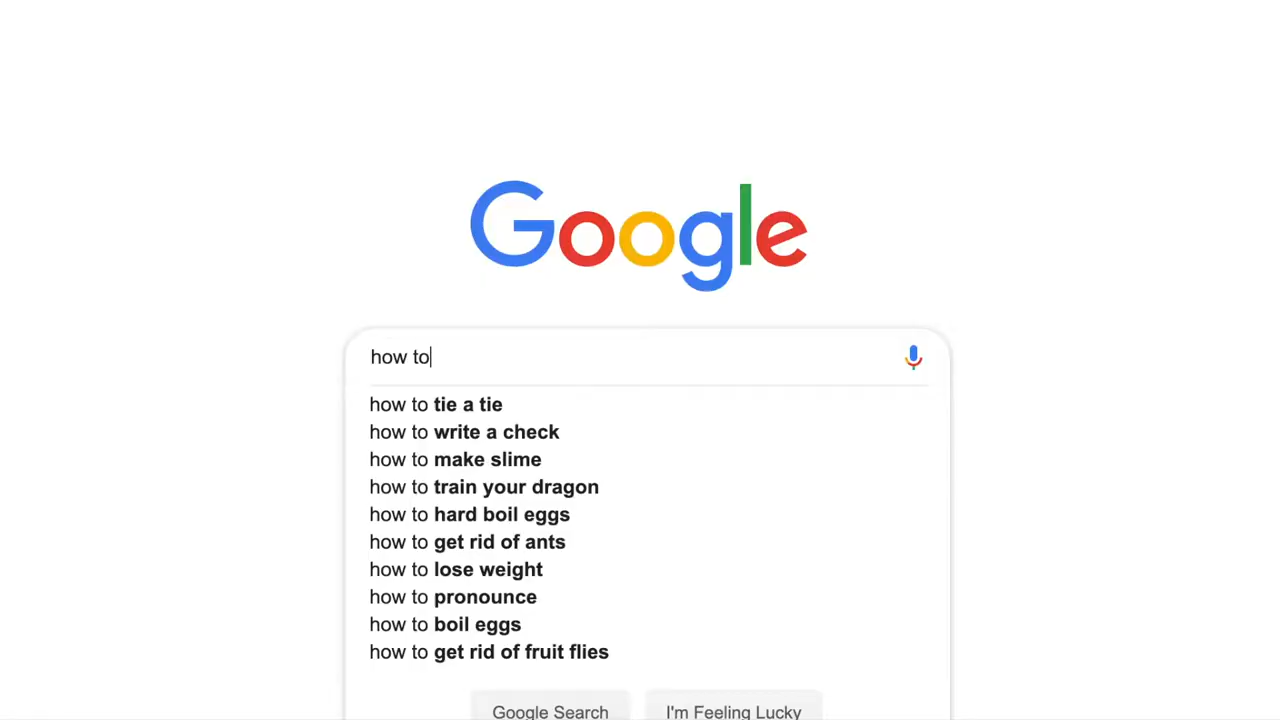 Google
how to
how to tie a tie
how to write a check
how to make slime
how to train your dragon
how to hard boil eggs
how to get rid of ants
how to lose weight
how to pronounce
how to boil eggs
how to get rid of fruit flies
Google Search I'm Feeling Lucky